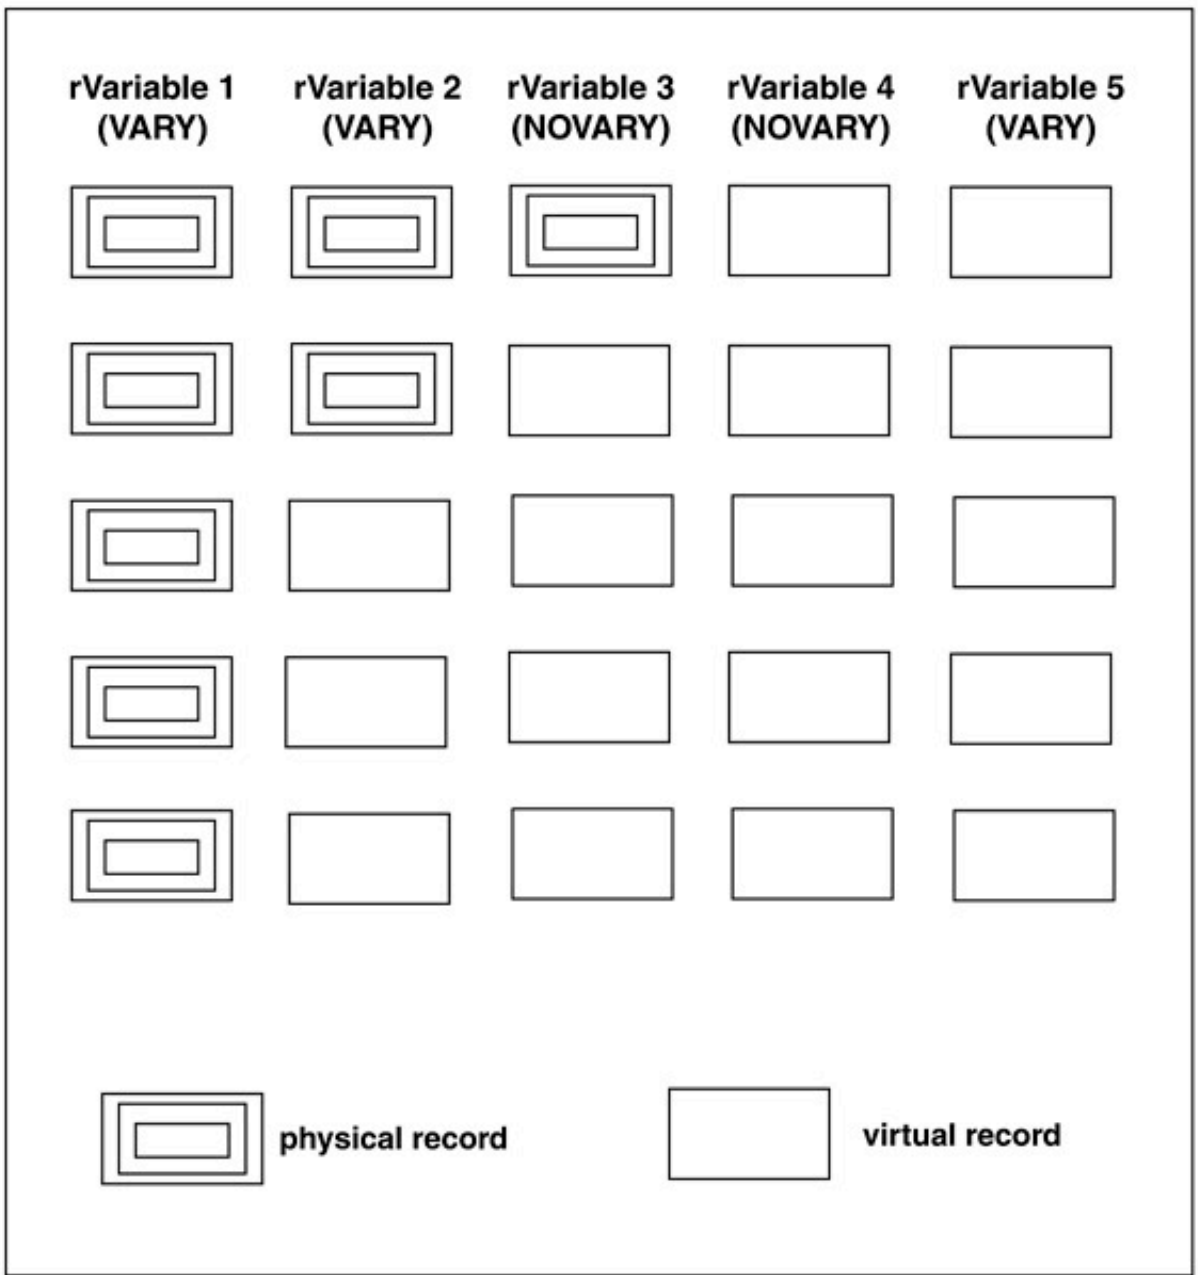 rVariable 1 rVariable 2 rVariable 3 rVariable 4 rVariable 5
(VARY) (VARY) (NOVARY) (NOVARY) (VARY)
physical record virtual record